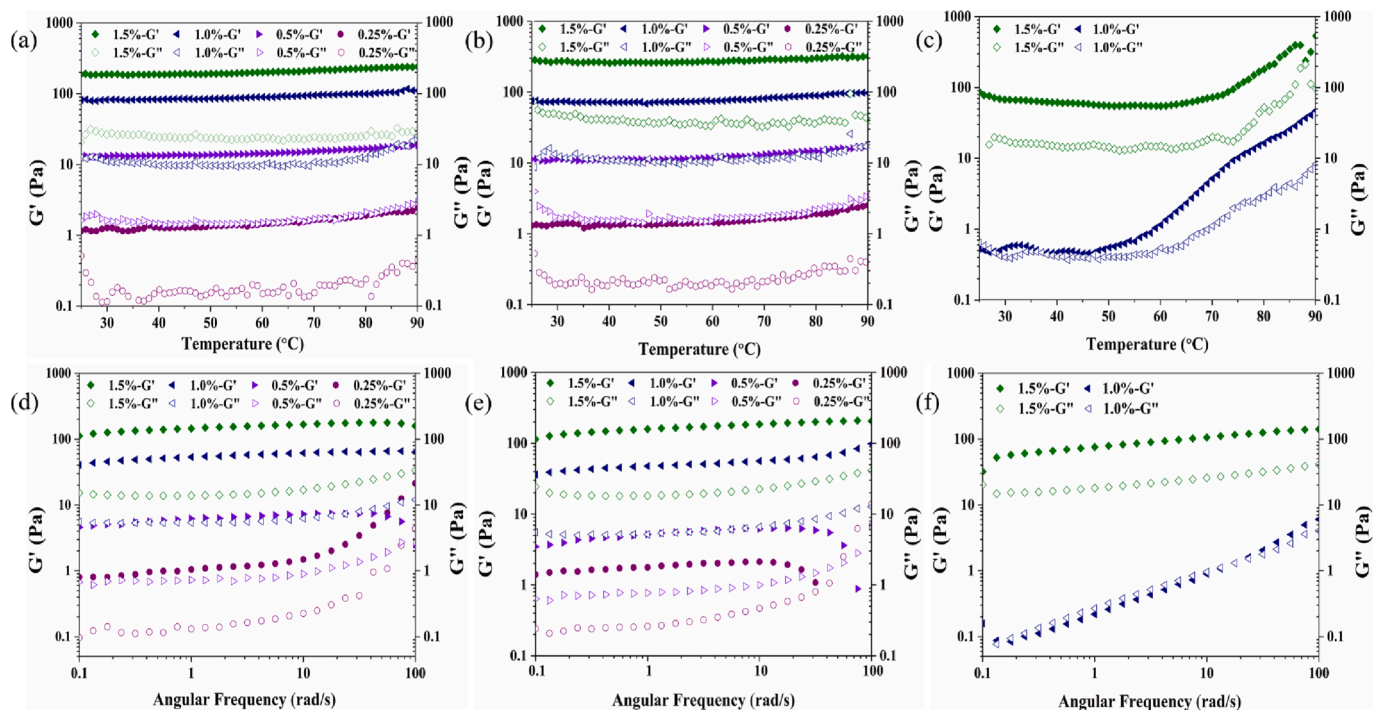 (a)
1000
100
10
1
0.1
G' (Pa)
1.5%-G' 1.0%-G' 0.5%-G' 0.25%-G'
1.5%-G" 1.0%-G" 0.5%-G" 0.25%-G"
30 40 50 60 70 80 90
Temperature (°C)
1000
100
10
1
0.1
G" (Pa)
(b)
1000
100
10
1
0.1
G' (Pa)
1.5%-G' 1.0%-G' 0.5%-G' 0.25%-G'
1.5%-G" 1.0%-G" 0.5%-G" 0.25%-G"
30 40 50 60 70 80 90
Temperature (°C)
1000
100
10
1
0.1
G" (Pa)
(c)
1000
100
10
1
0.1
G' (Pa)
1.5%-G' 1.0%-G'
1.5%-G" 1.0%-G"
30 40 50 60 70 80 90
Temperature (°C)
1000
100
10
1
0.1
G" (Pa)
(d)
1000
100
10
1
0.1
G' (Pa)
1.5%-G' 1.0%-G' 0.5%-G' 0.25%-G'
1.5%-G" 1.0%-G" 0.5%-G" 0.25%-G"
0.1 1 10 100
Angular Frequency (rad/s)
1000
100
10
1
0.1
G" (Pa)
(e)
1000
100
10
1
0.1
G' (Pa)
1.5%-G' 1.0%-G' 0.5%-G' 0.25%-G'
1.5%-G" 1.0%-G" 0.5%-G" 0.25%-G"
0.1 1 10 100
Angular Frequency (rad/s)
1000
100
10
1
0.1
G" (Pa)
(f)
1000
100
10
1
0.1
G' (Pa)
1.5%-G' 1.0%-G'
1.5%-G" 1.0%-G"
0.1 1 10 100
Angular Frequency (rad/s)
1000
100
10
1
0.1
G" (Pa)